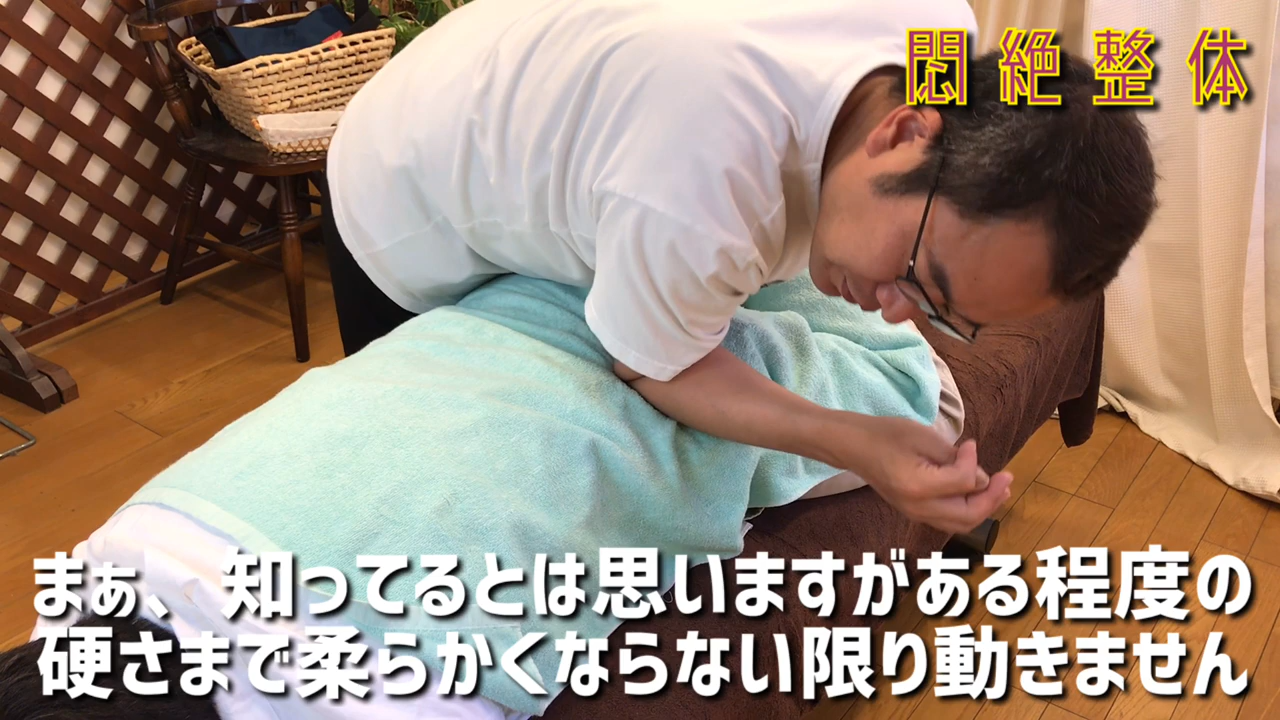 悶絶整体
まぁ、知ってるとは思いますがある程度の
硬さまで柔らかくならない限り動きません